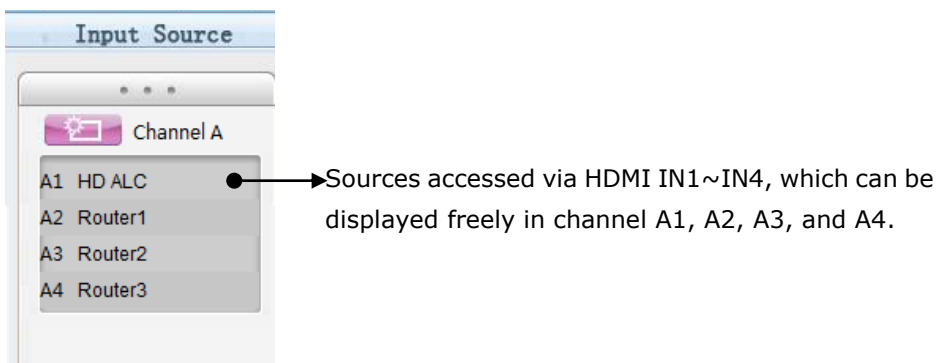 Input Source
Channel A
A1 HD ALC
A2 Router1
A3 Router2
A4 Router3
Sources accessed via HDMI IN1~IN4, which can be
displayed freely in channel A1, A2, A3, and A4.